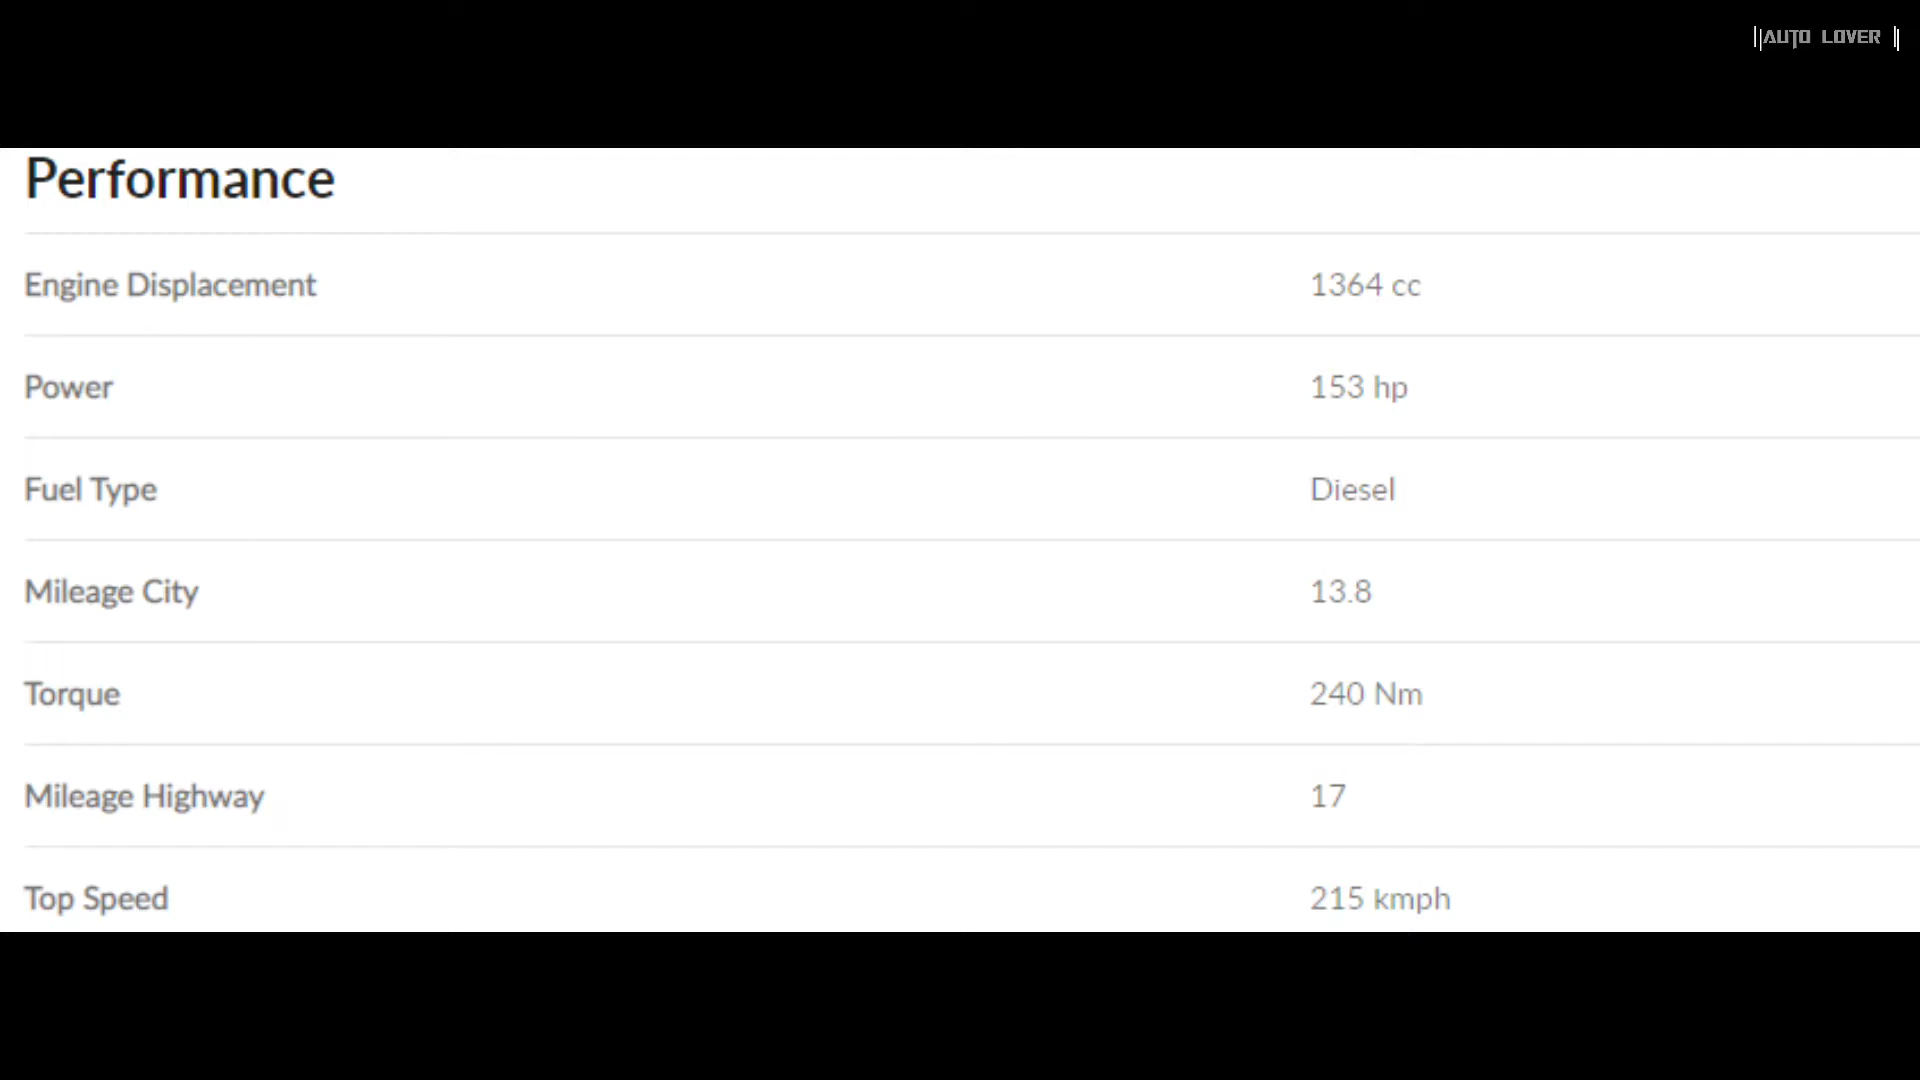 AUTO LOVER
Performance
Engine Displacement 1364 cc
Power 153 hp
Fuel Type Diesel
Mileage City 13.8
Torque 240 Nm
Mileage Highway 17
Top Speed 215 kmph